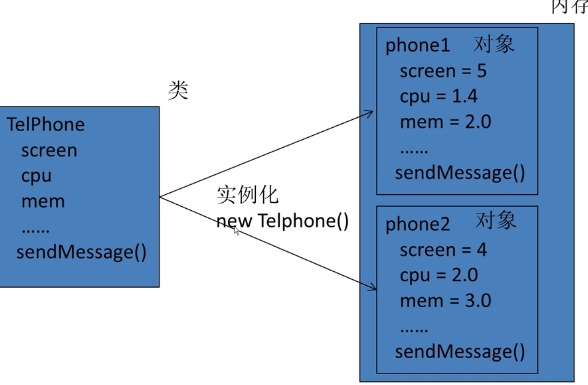 内存
类
TelPhone
screen
cpu
mem
......
sendMessage()
实例化
new Telphone()
phone1 对象
screen = 5
cpu = 1.4
mem = 2.0
......
sendMessage()
phone2 对象
screen = 4
cpu = 2.0
mem = 3.0
......
sendMessage()